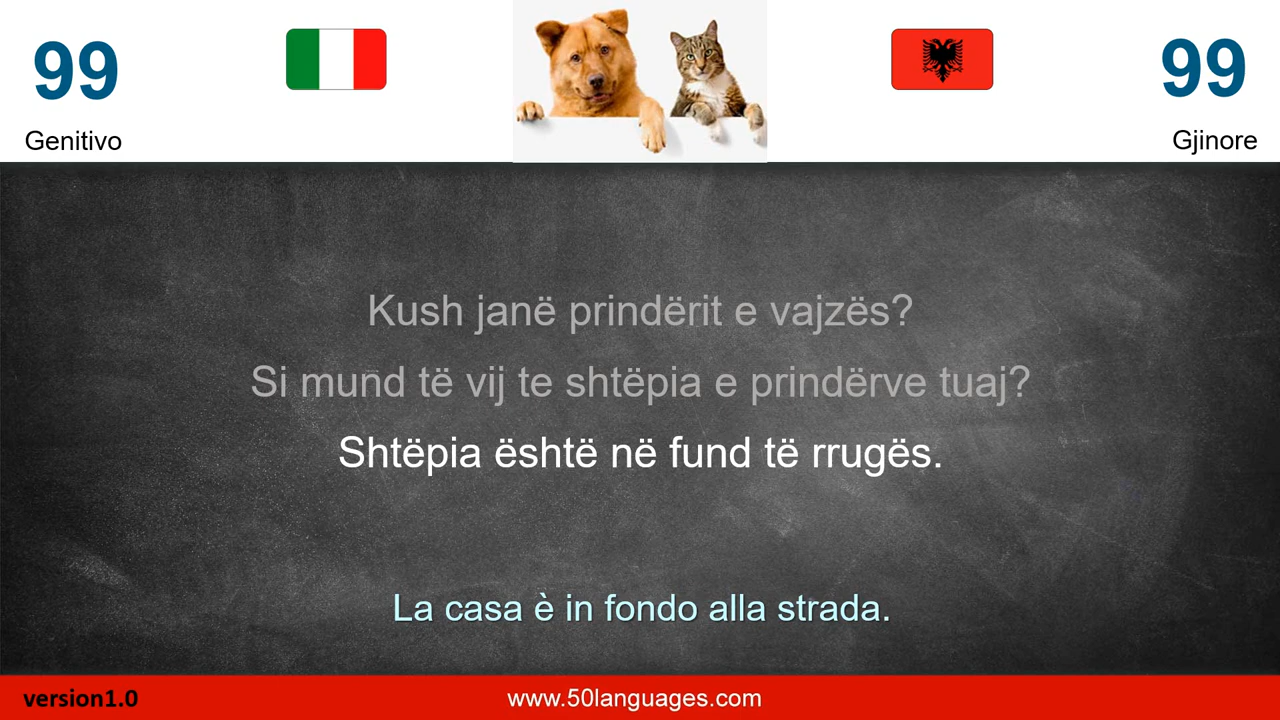 99
99
Genitivo
Gjinore
Kush janë prindërit e vajzës?
Si mund të vij te shtëpia e prindërve tuaj?
Shtëpia është në fund të rrugës.
La casa è in fondo alla strada.
version1.0
www.50languages.com